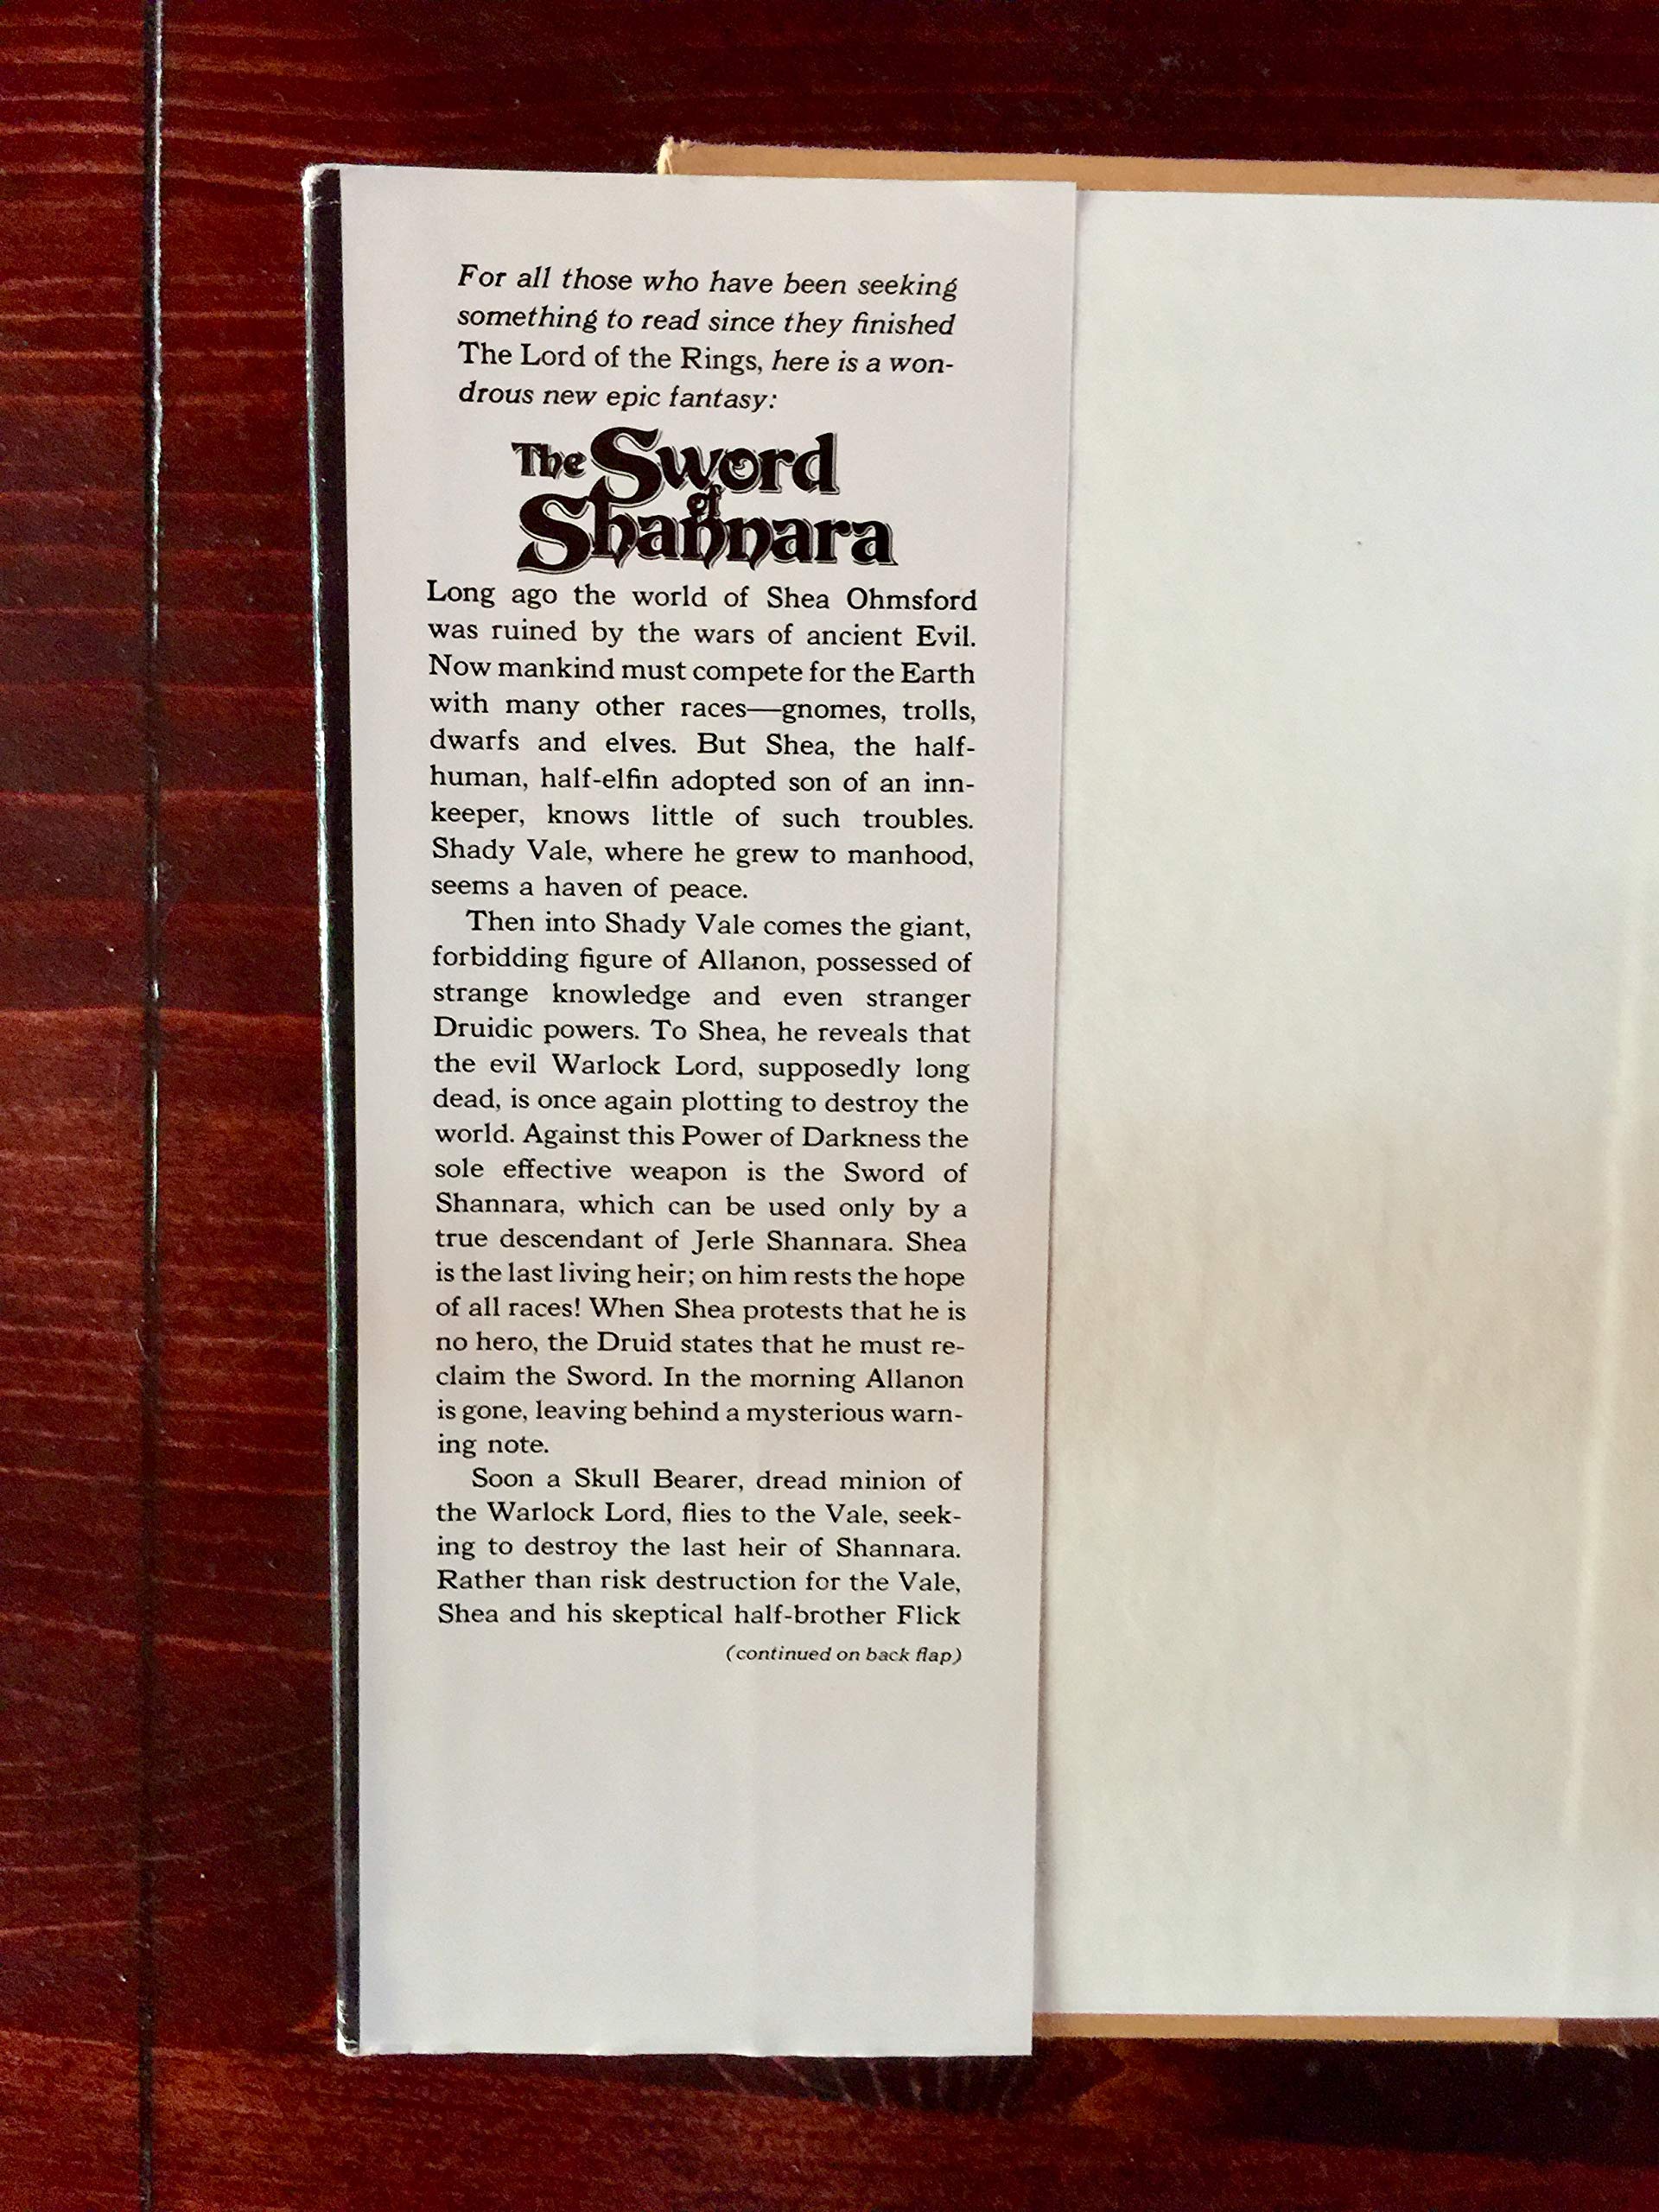 For all those who have been seeking
something to read since they finished
The Lord of the Rings, here is a won-
drous new epic fantasy:
The Sword
of
Shannara
Long ago the world of Shea Ohmsford
was ruined by the wars of ancient Evil.
Now mankind must compete for the Earth
with many other races—gnomes, trolls,
dwarfs and elves. But Shea, the half-
human, half-elfin adopted son of an inn-
keeper, knows little of such troubles.
Shady Vale, where he grew to manhood,
seems a haven of peace.
Then into Shady Vale comes the giant,
forbidding figure of Allanon, possessed of
strange knowledge and even stranger
Druidic powers. To Shea, he reveals that
the evil Warlock Lord, supposedly long
dead, is once again plotting to destroy the
world. Against this Power of Darkness the
sole effective weapon is the Sword of
Shannara, which can be used only by a
true descendant of Jerle Shannara. Shea
is the last living heir; on him rests the hope
of all races! When Shea protests that he is
no hero, the Druid states that he must re-
claim the Sword. In the morning Allanon
is gone, leaving behind a mysterious warn-
ing note.
Soon a Skull Bearer, dread minion of
the Warlock Lord, flies to the Vale, seek-
ing to destroy the last heir of Shannara.
Rather than risk destruction for the Vale,
Shea and his skeptical half-brother Flick
(continued on back flap)